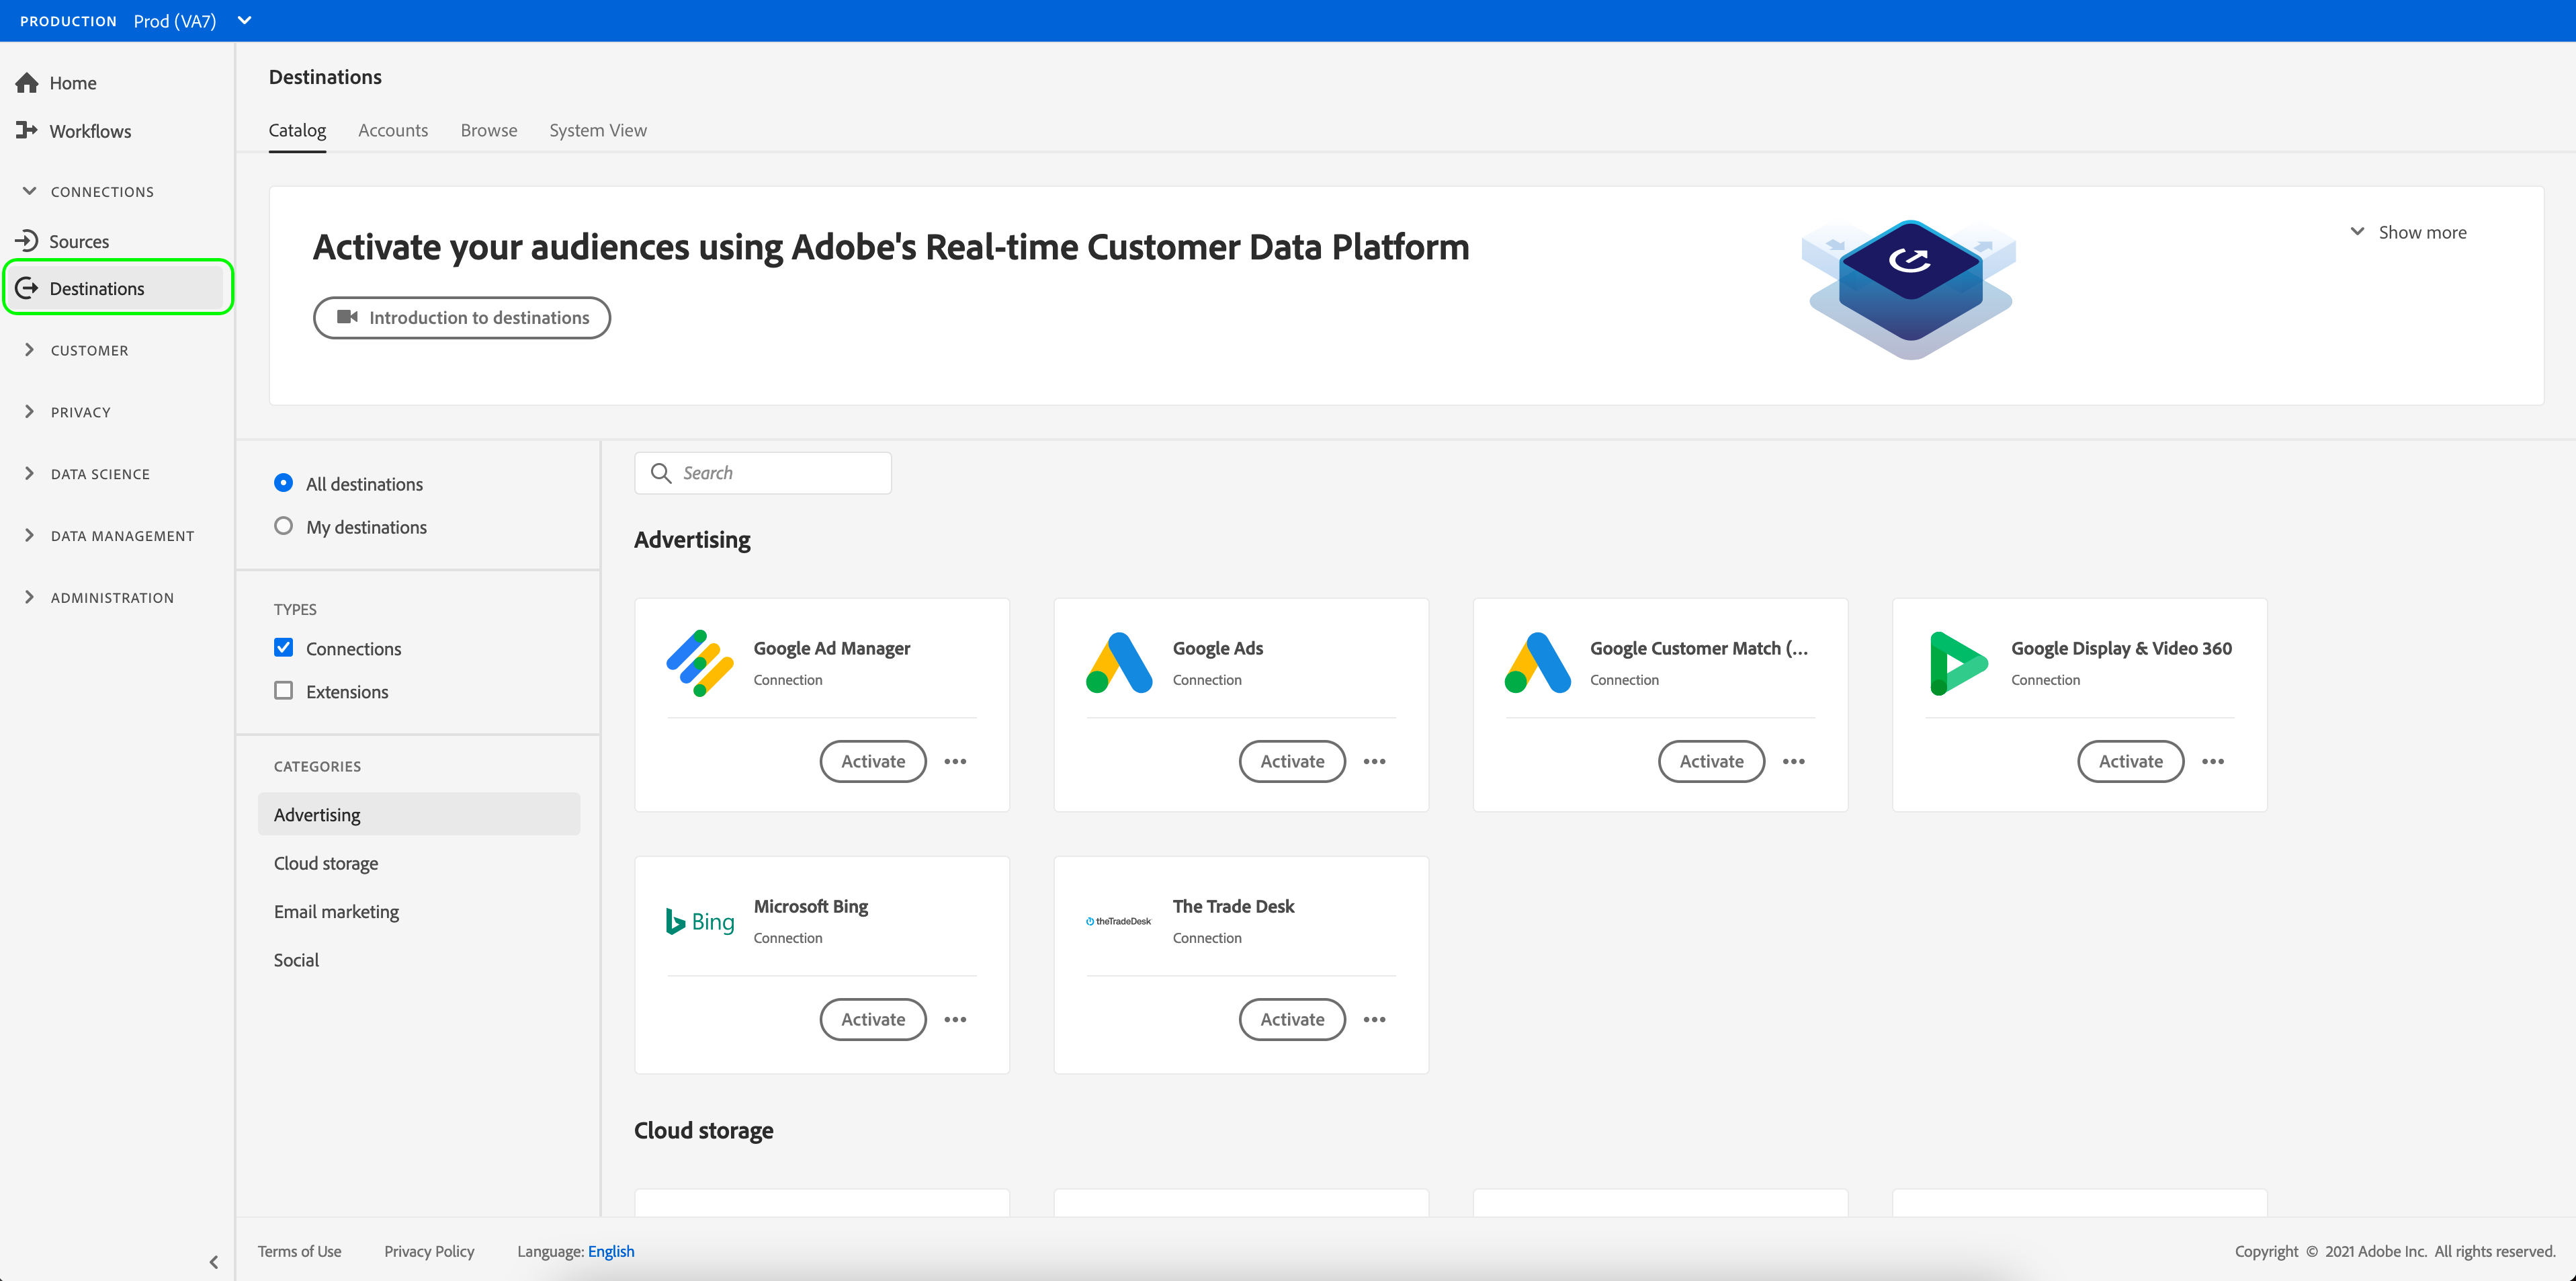 PRODUCTION Prod (VA7)
Home
Workflows
CONNECTIONS
Sources
Destinations
CUSTOMER
PRIVACY
DATA SCIENCE
DATA MANAGEMENT
ADMINISTRATION
Destinations
Catalog Accounts Browse System View
Activate your audiences using Adobe's Real-time Customer Data Platform
Show more
Introduction to destinations
All destinations
My destinations
TYPES
Connections
Extensions
CATEGORIES
Advertising
Cloud storage
Email marketing
Social
Search
Advertising
Google Ad Manager
Connection
Activate
Google Ads
Connection
Activate
Google Customer Match (...
Connection
Activate
Google Display & Video 360
Connection
Activate
Bing
Microsoft Bing
Connection
Activate
theTradeDesk
The Trade Desk
Connection
Activate
Cloud storage
Terms of Use Privacy Policy Language: English
Copyright © 2021 Adobe Inc. All rights reserved.